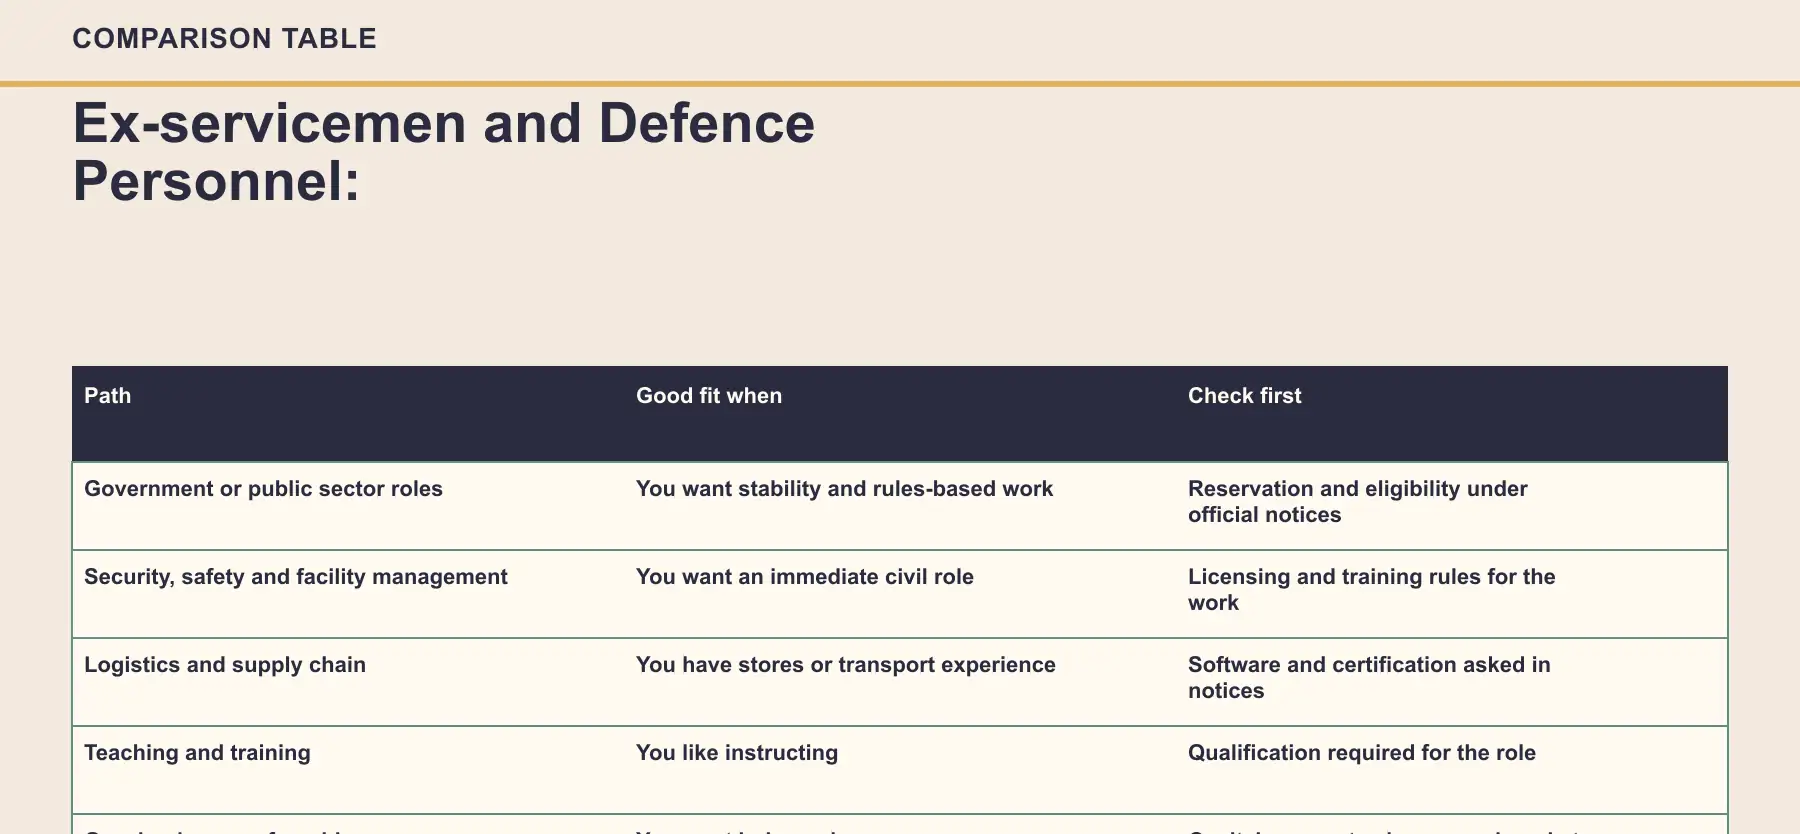 COMPARISON TABLE
Ex-servicemen and Defence
Personnel:
Path
Good fit when
Check first
Government or public sector roles
You want stability and rules-based work
Reservation and eligibility under
official notices
Security, safety and facility management
You want an immediate civil role
Licensing and training rules for the
work
Logistics and supply chain
You have stores or transport experience
Software and certification asked in
notices
Teaching and training
You like instructing
Qualification required for the role